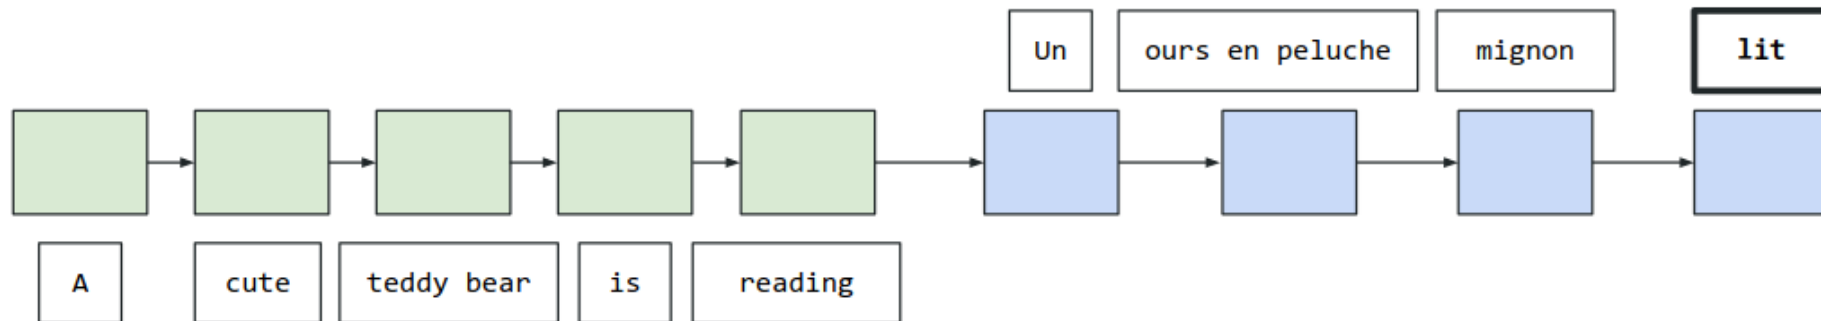 Un ours en peluche mignon lit
A cute teddy bear is reading